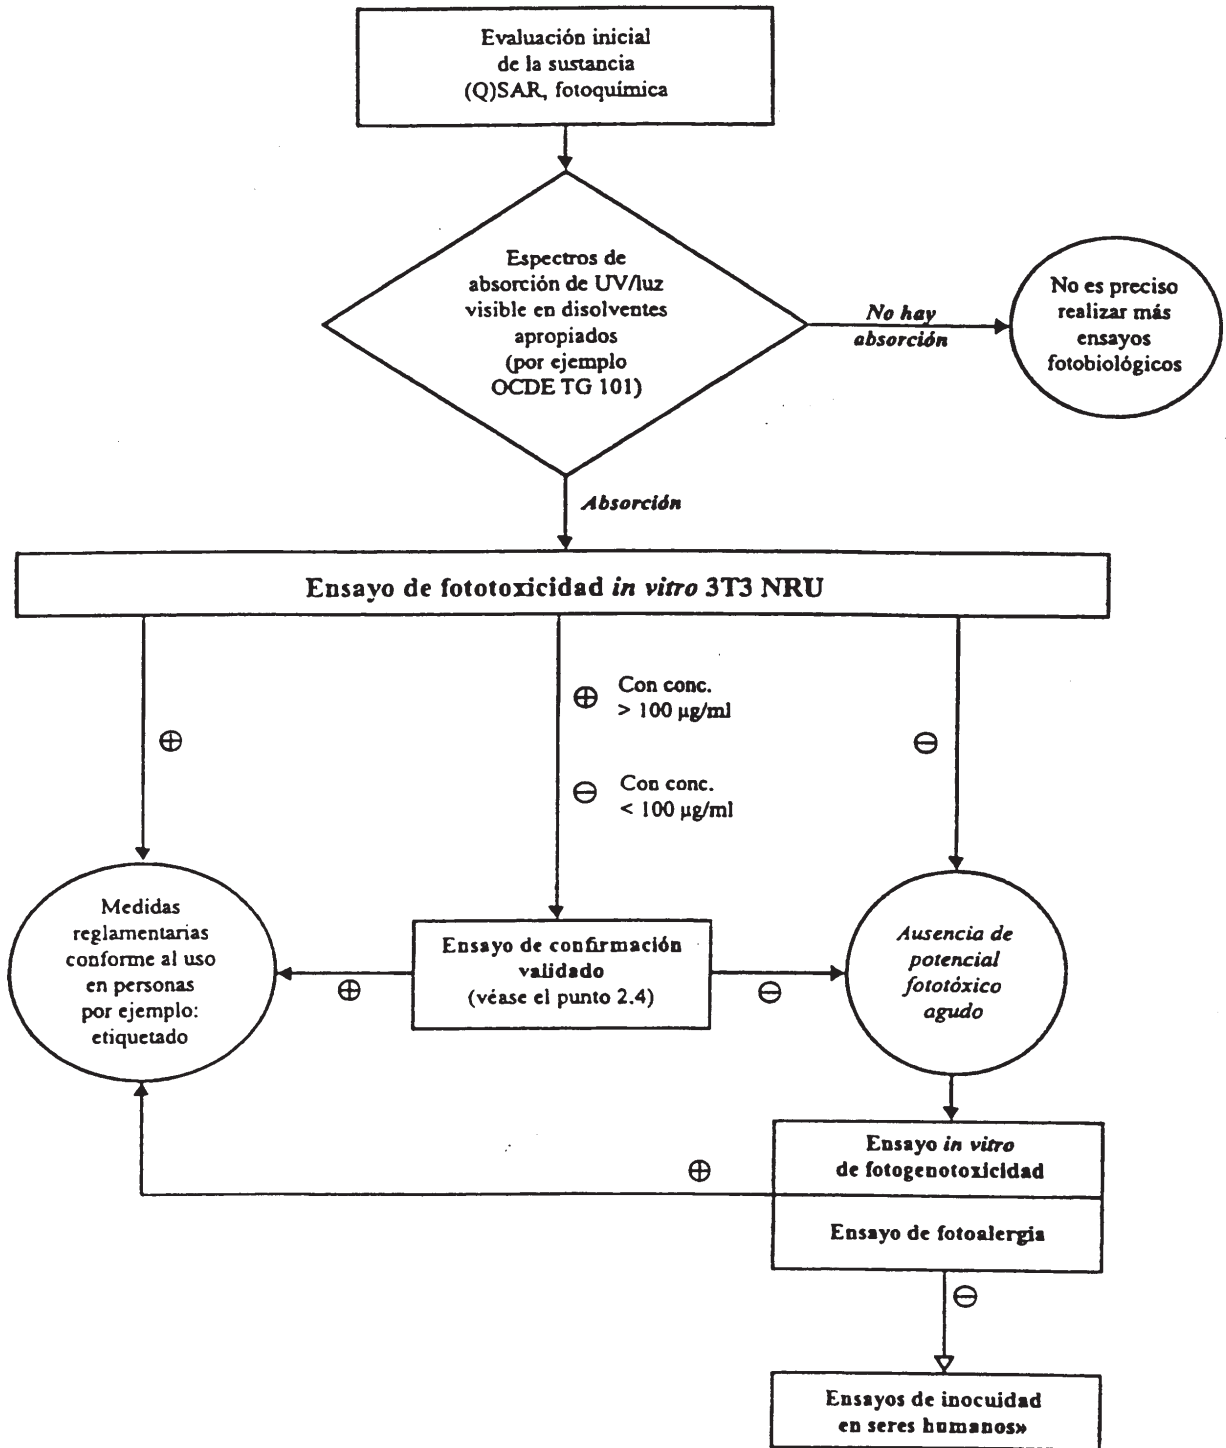 Evaluación inicial
de la sustancia
(Q)SAR, fotoquímica
Espectros de
absorción de UV/luz
visible en disolventes
apropiados
(por ejemplo
OCDE TG 101)
No hay
absorción
No es preciso
realizar más
ensayos
fotobiológicos
Absorción
Ensayo de fototoxicidad in vitro 3T3 NRU
⊕ Con conc.
> 100 µg/ml
⊕
⊖
⊖ Con conc.
< 100 µg/ml
Medidas
reglamentarias
conforme al uso
en personas
por ejemplo:
etiquetado
⊕
Ensayo de confirmación
validado
(véase el punto 2.4)
⊖
Ausencia de
potencial
fototóxico
agudo
⊕
Ensayo in vitro
de fotogenotoxicidad
Ensayo de fotoalergia
⊖
Ensayos de inocuidad
en seres humanos»